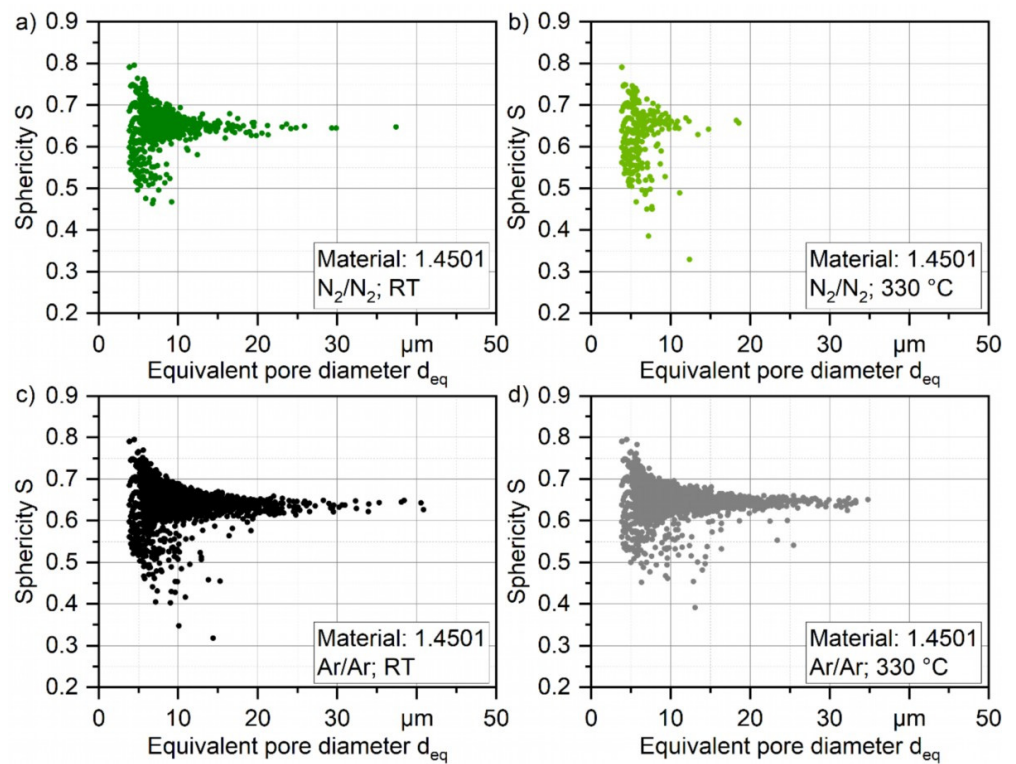 a)
0.9
0.8
0.7
0.6
0.5
0.4
0.3
0.2
Sphericity S
Material: 1.4501
N₂/N₂; RT
0 10 20 30 µm 50
Equivalent pore diameter d_eq
b)
0.9
0.8
0.7
0.6
0.5
0.4
0.3
0.2
Sphericity S
Material: 1.4501
N₂/N₂; 330 °C
0 10 20 30 µm 50
Equivalent pore diameter d_eq
c)
0.9
0.8
0.7
0.6
0.5
0.4
0.3
0.2
Sphericity S
Material: 1.4501
Ar/Ar; RT
0 10 20 30 µm 50
Equivalent pore diameter d_eq
d)
0.9
0.8
0.7
0.6
0.5
0.4
0.3
0.2
Sphericity S
Material: 1.4501
Ar/Ar; 330 °C
0 10 20 30 µm 50
Equivalent pore diameter d_eq